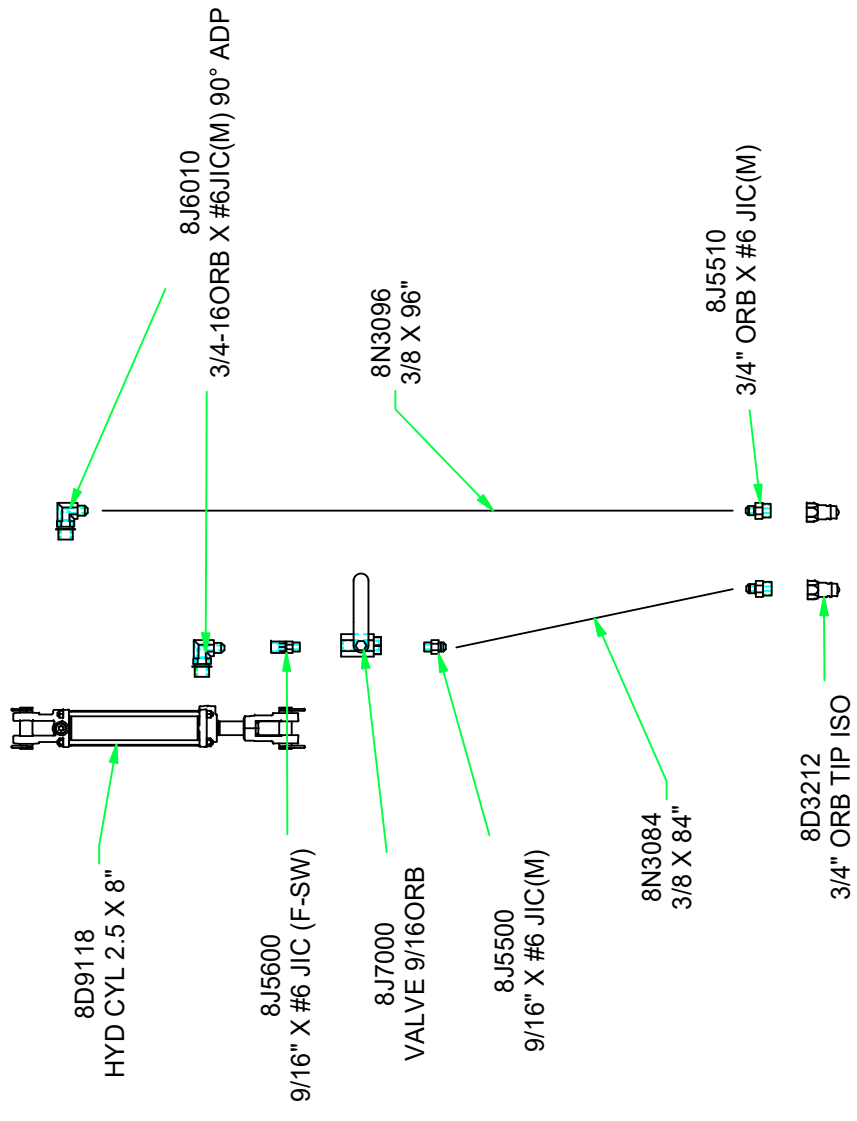 8J6010
3/4-16ORB X #6JIC(M) 90° ADP
8N3096
3/8 X 96"
8J5510
3/4" ORB X #6 JIC(M)
8D9118
HYD CYL 2.5 X 8"
8J5600
9/16" X #6 JIC (F-SW)
8J7000
VALVE 9/16ORB
8J5500
9/16" X #6 JIC(M)
8N3084
3/8 X 84"
8D3212
3/4" ORB TIP ISO